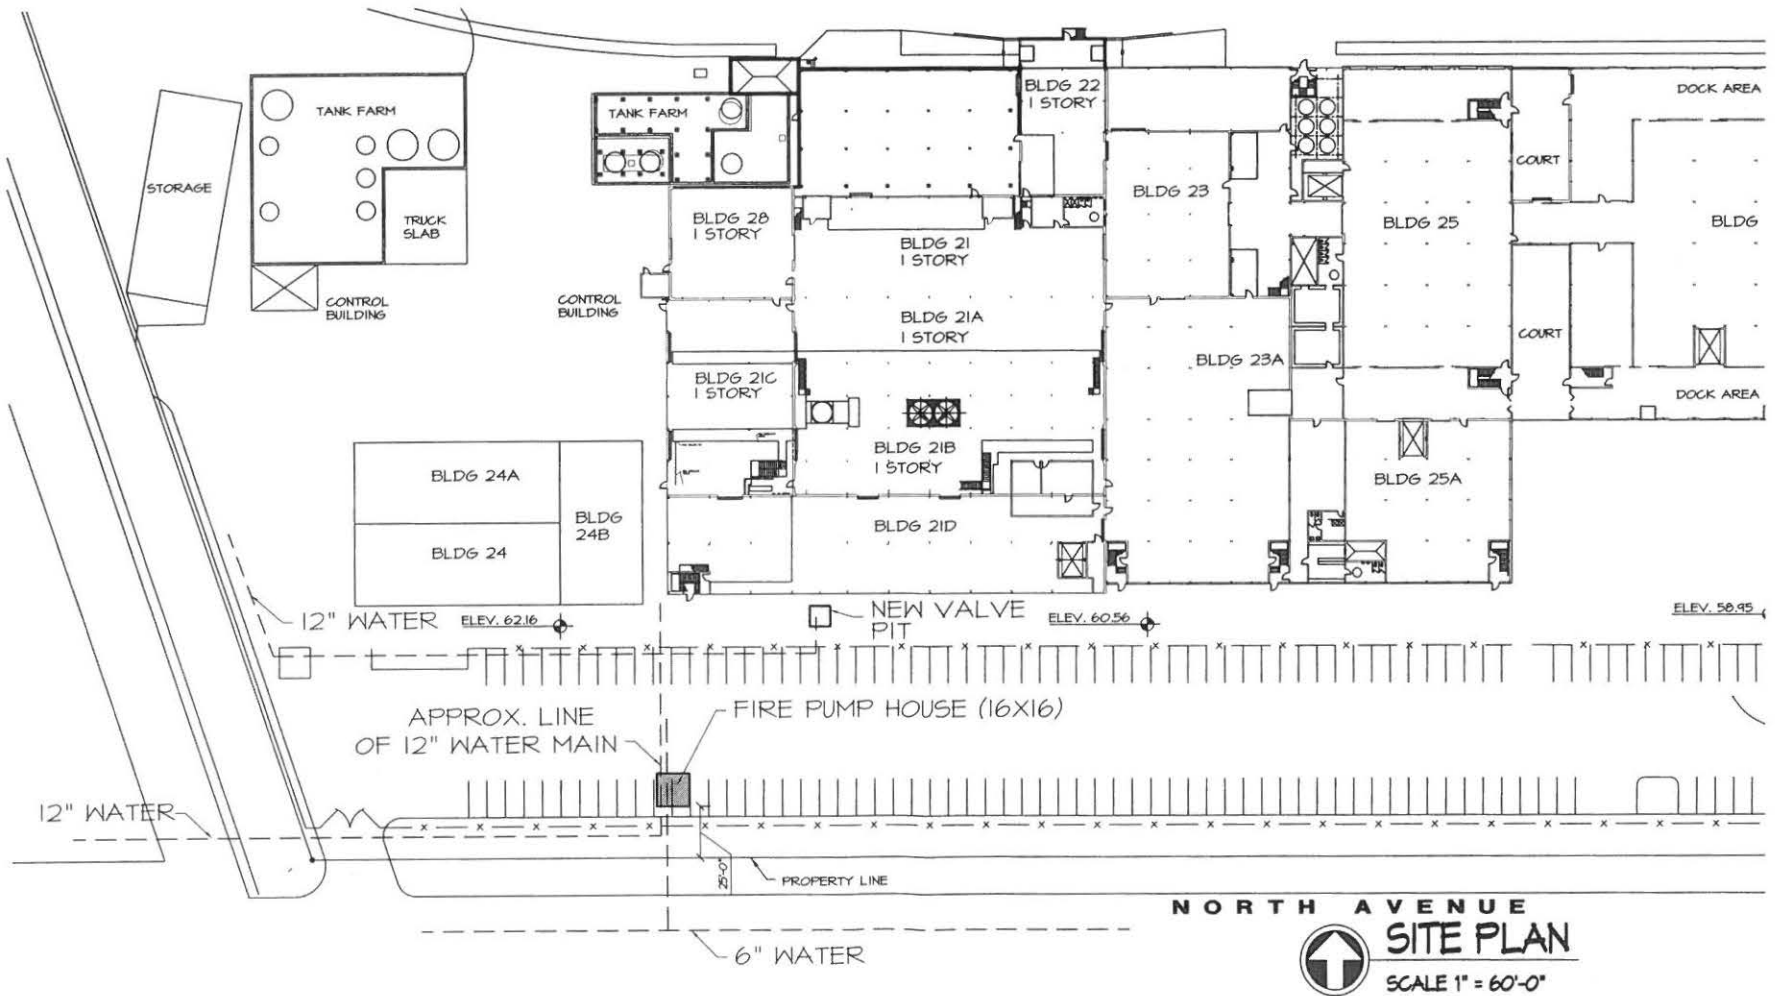 TANK FARM
STORAGE
TRUCK
SLAB
CONTROL
BUILDING
TANK FARM
BLDG 28
1 STORY
CONTROL
BUILDING
BLDG 22
1 STORY
BLDG 21
1 STORY
BLDG 21A
1 STORY
BLDG 21C
1 STORY
BLDG 21B
1 STORY
BLDG 21D
BLDG 23
BLDG 23A
BLDG 25
BLDG 25A
COURT
COURT
DOCK AREA
BLDG
DOCK AREA
BLDG 24A
BLDG 24
BLDG
24B
12" WATER
ELEV. 62.16
NEW VALVE
PIT
ELEV. 60.56
ELEV. 58.95
APPROX. LINE
OF 12" WATER MAIN
FIRE PUMP HOUSE (16X16)
12" WATER
25'-0"
PROPERTY LINE
6" WATER
NORTH AVENUE
SITE PLAN
SCALE 1" = 60'-0"